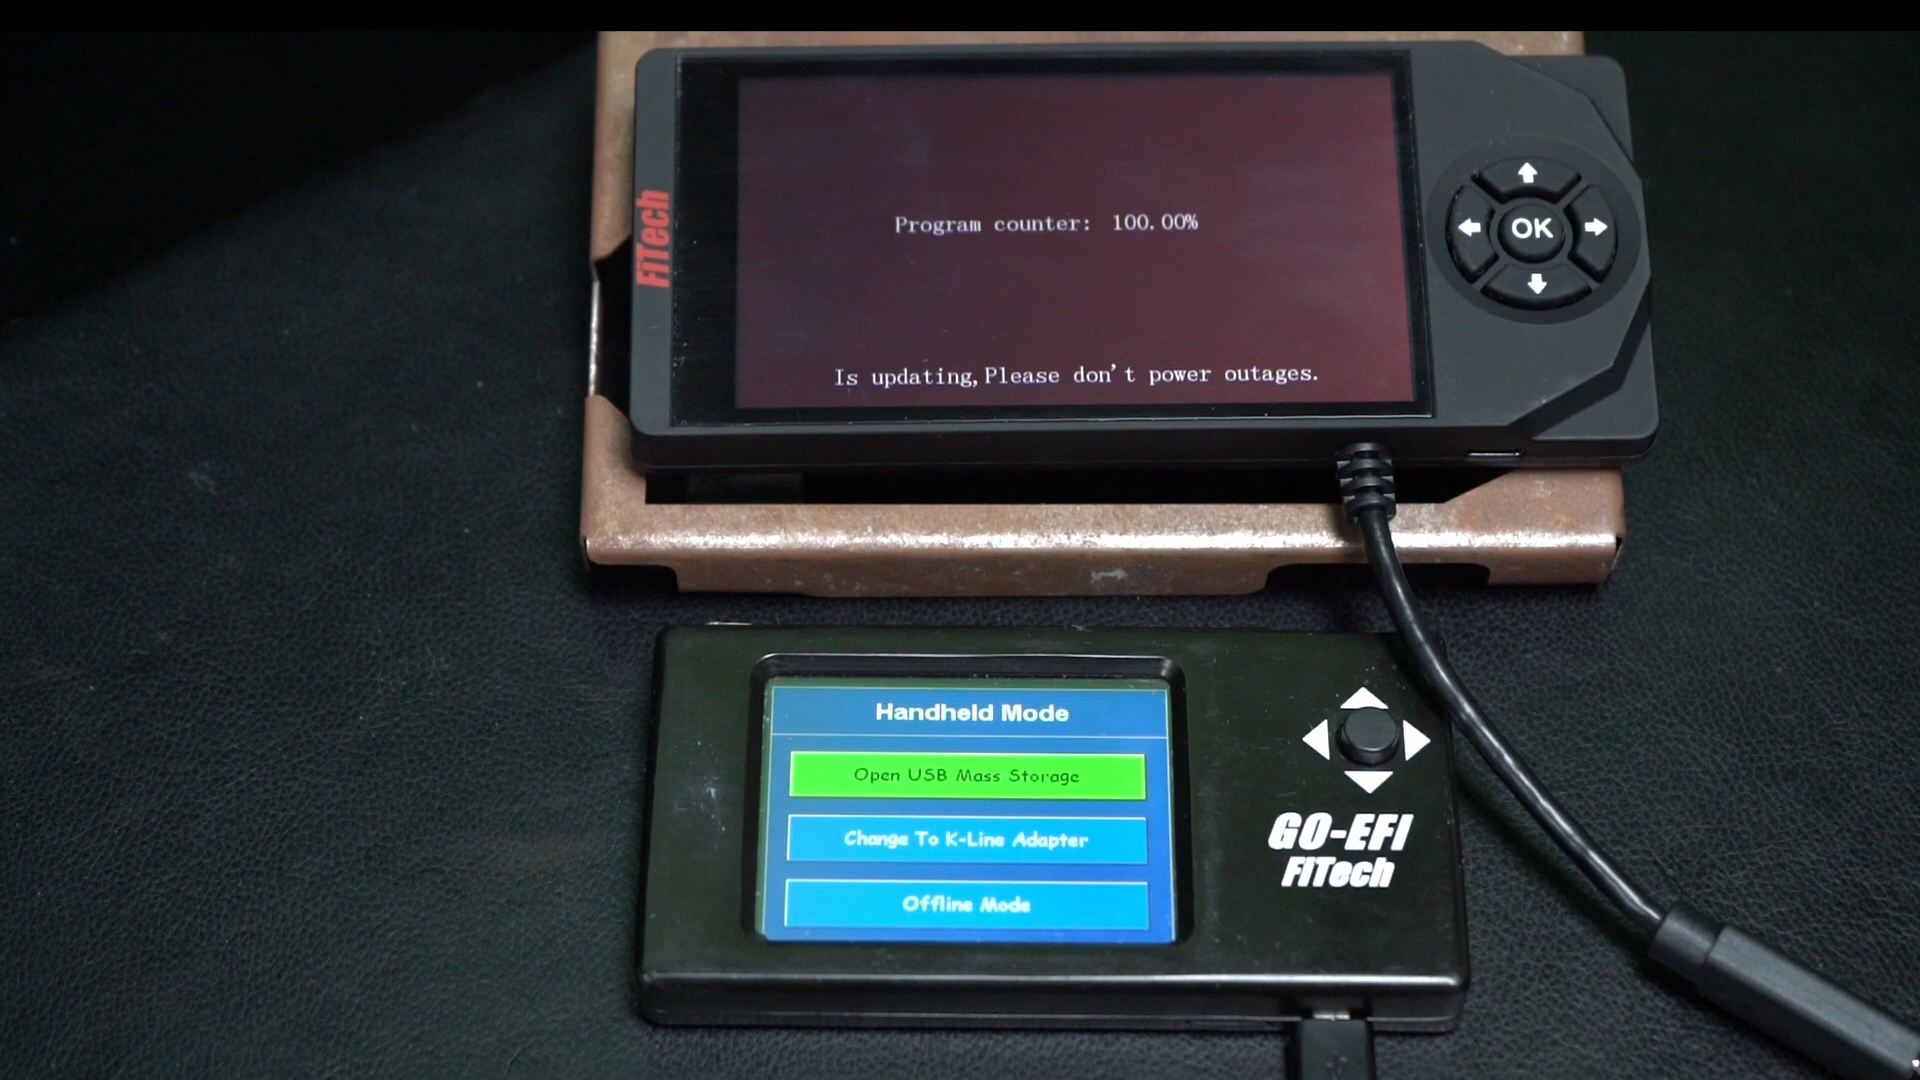 FiTech
Program counter: 100.00%
Is updating,Please don't power outages.
OK
Handheld Mode
Open USB Mass Storage
Change To K-Line Adapter
Offline Mode
GO-EFI
FiTech